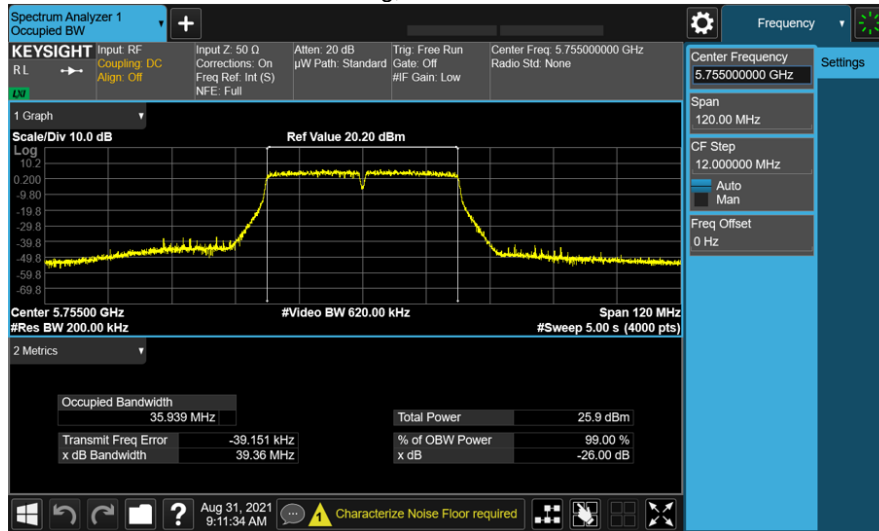 Spectrum Analyzer 1
Occupied BW
Frequency
KEYSIGHT
RL
LXI
Input: RF
Coupling: DC
Align: Off
Input Z: 50 Ω
Corrections: On
Freq Ref: Int (S)
NFE: Full
Atten: 20 dB
µW Path: Standard
Trig: Free Run
Gate: Off
#IF Gain: Low
Center Freq: 5.755000000 GHz
Radio Std: None
Center Frequency
5.755000000 GHz
Settings
Span
120.00 MHz
CF Step
12.000000 MHz
Auto
Man
Freq Offset
0 Hz
1 Graph
Scale/Div 10.0 dB
Ref Value 20.20 dBm
Log
10.2
0.200
-9.80
-19.8
-29.8
-39.8
-49.8
-59.8
-69.8
Center 5.75500 GHz
#Video BW 620.00 kHz
Span 120 MHz
#Res BW 200.00 kHz
#Sweep 5.00 s (4000 pts)
2 Metrics
Occupied Bandwidth
35.939 MHz
Total Power 25.9 dBm
Transmit Freq Error -39.151 kHz
% of OBW Power 99.00 %
x dB Bandwidth 39.36 MHz
x dB -26.00 dB
?
Aug 31, 2021
9:11:34 AM
1
Characterize Noise Floor required